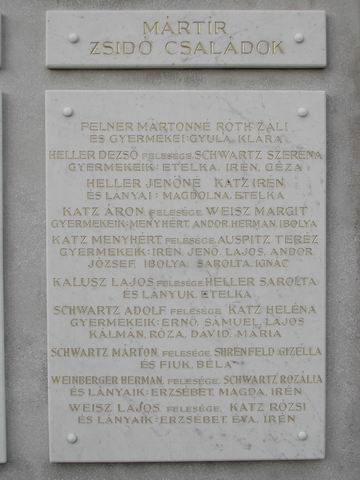 MÁRTÍR
ZSIDÓ CSALÁDOK
FELNER MÁRTONNÉ RÓTH ZÁLI
ÉS GYERMEKEI: GYULA, KLÁRA
HELLER DEZSŐ FELESÉGE, SCHWARTZ SZERÉNA
GYERMEKEIK: ETELKA, IRÉN, GÉZA
HELLER JENŐNÉ KATZ IRÉN
ÉS LÁNYAI: MAGDOLNA, ETELKA
KATZ ÁRON, FELESÉGE WEISZ MARGIT
GYERMEKEIK: MENYHÉRT, ANDOR, HERMAN, IBOLYA
KATZ MENYHÉRT FELESÉGE: AUSPITZ TERÉZ
GYERMEKEIK: IRÉN, JENŐ, LAJOS, ANDOR
JÓZSEF, IBOLYA, SAROLTA, IGNÁC
KALUSZ LAJOS FELESÉGE HELLER SAROLTA
ÉS LÁNYUK, ETELKA
SCHWARTZ ADOLF, FELESÉGE, KATZ HELÉNA
GYERMEKEIK: ERNŐ, SÁMUEL, LAJOS
KÁLMÁN, RÓZA, DÁVID, MÁRIA
SCHWARTZ MÁRTON, FELESÉGE, SÜRENFELD GIZELLA
ÉS FIUK, BÉLA
WEINBERGER HERMAN, FELESÉGE, SCHWARTZ ROZÁLIA
ÉS LÁNYAIK: ERZSÉBET, MAGDA, IRÉN
WEISZ LAJOS, FELESÉGE, KATZ RÓZSI
ÉS LÁNYAIK: ERZSÉBET, ÉVA, IRÉN